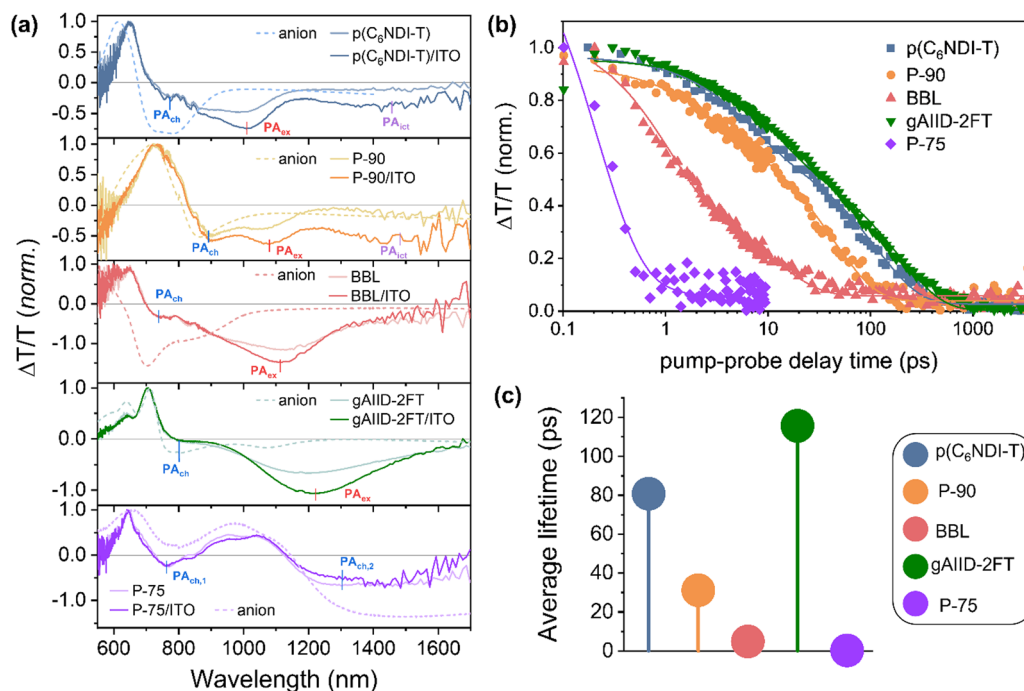 (a)
ΔT/T (norm.)
1.0
0.5
0.0
-0.5
anion
p(C₆NDI-T)
p(C₆NDI-T)/ITO
PAch
PAex
PAict
1.0
0.5
0.0
-0.5
anion
P-90
P-90/ITO
PAch
PAex
PAict
1.0
0.0
-1.0
anion
BBL
BBL/ITO
PAch
PAex
1.0
0.0
-1.0
anion
gAIID-2FT
gAIID-2FT/ITO
PAch
PAex
1.0
0.5
0.0
-0.5
-1.0
PAch,1
PAch,2
P-75
P-75/ITO
anion
600 800 1000 1200 1400 1600
Wavelength (nm)
(b)
ΔT/T (norm.)
1.0
0.8
0.6
0.4
0.2
0.0
p(C₆NDI-T)
P-90
BBL
gAIID-2FT
P-75
0.1 1 10 100 1000
pump-probe delay time (ps)
(c)
Average lifetime (ps)
120
100
80
60
40
20
0
p(C₆NDI-T)
P-90
BBL
gAIID-2FT
P-75